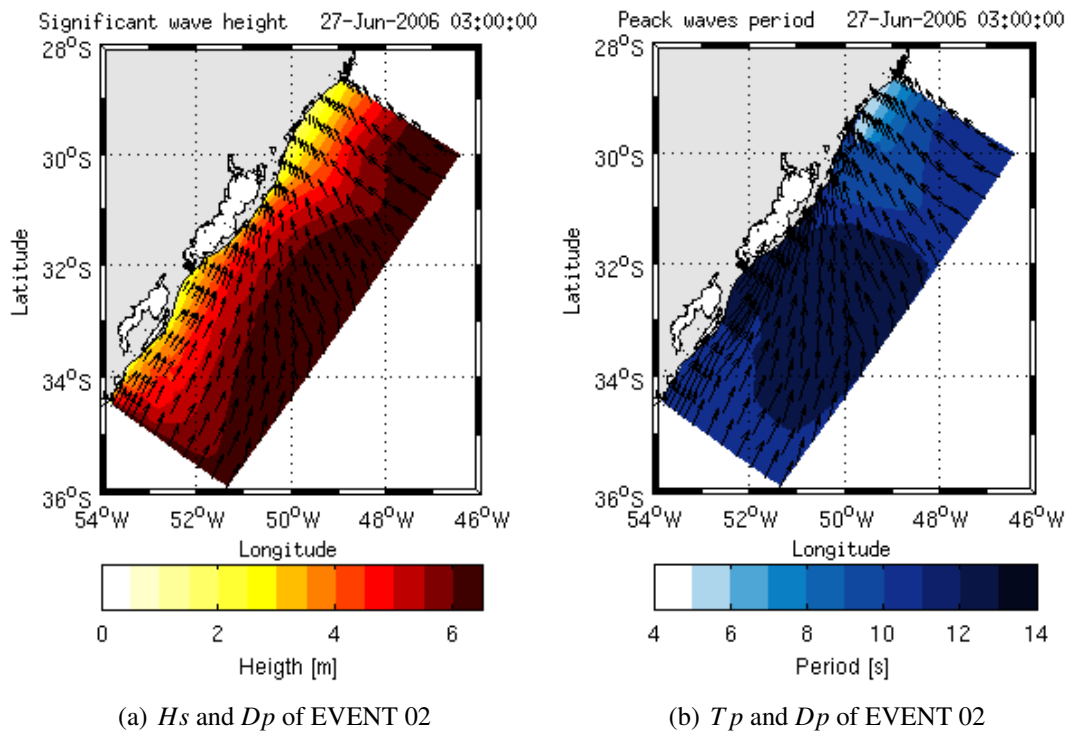 Significant wave height 27-Jun-2006 03:00:00
28°S
30°S
32°S
34°S
36°S
Latitude
54°W 52°W 50°W 48°W 46°W
Longitude
0 2 4 6
Heigth [m]
(a) Hs and Dp of EVENT 02
Peack waves period 27-Jun-2006 03:00:00
28°S
30°S
32°S
34°S
36°S
Latitude
54°W 52°W 50°W 48°W 46°W
Longitude
4 6 8 10 12 14
Period [s]
(b) Tp and Dp of EVENT 02